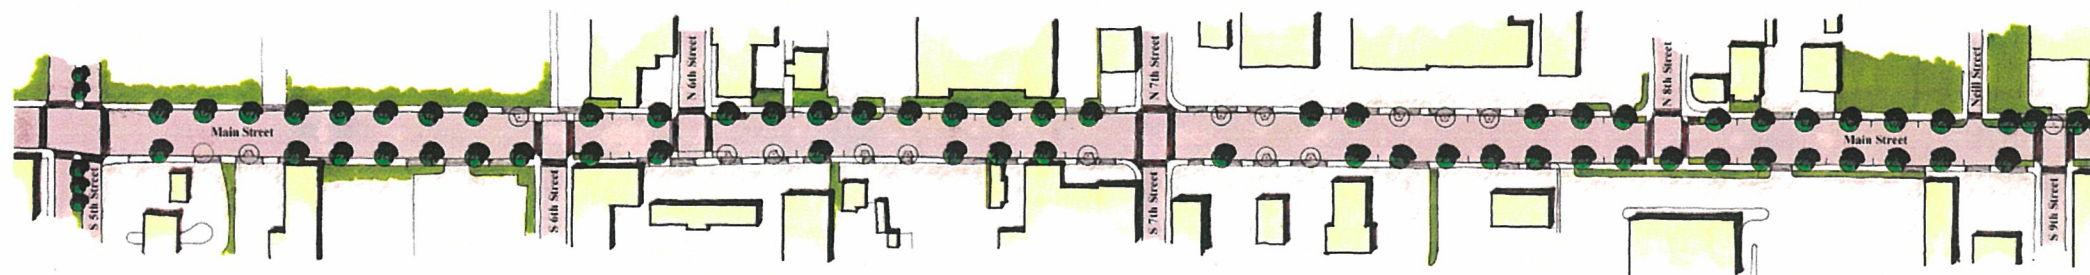 Main Street
S 5th Street
S 6th Street
N 6th Street
N 7th Street
S 7th Street
N 8th Street
Main Street
Neill Street
S 9th Street